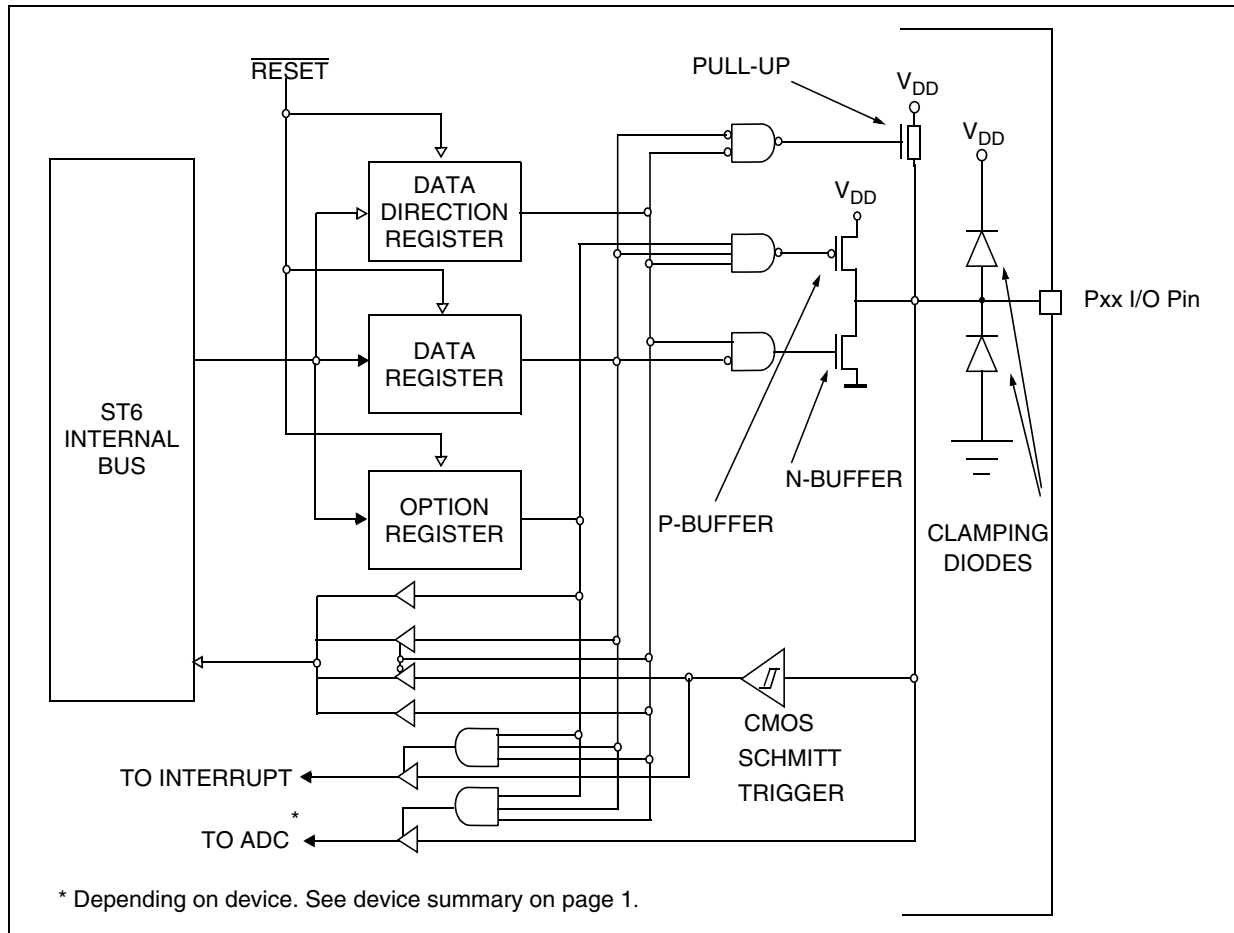 RESET
PULL-UP
VDD
VDD
VDD
DATA
DIRECTION
REGISTER
Pxx I/O Pin
DATA
REGISTER
ST6
INTERNAL
BUS
N-BUFFER
OPTION
REGISTER
P-BUFFER
CLAMPING
DIODES
CMOS
SCHMITT
TRIGGER
TO INTERRUPT
TO ADC *
* Depending on device. See device summary on page 1.